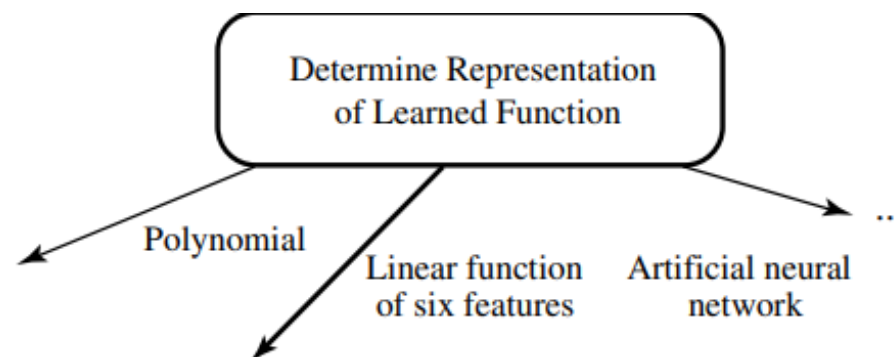 Determine Representation
of Learned Function
Polynomial
Linear function
of six features
Artificial neural
network
...